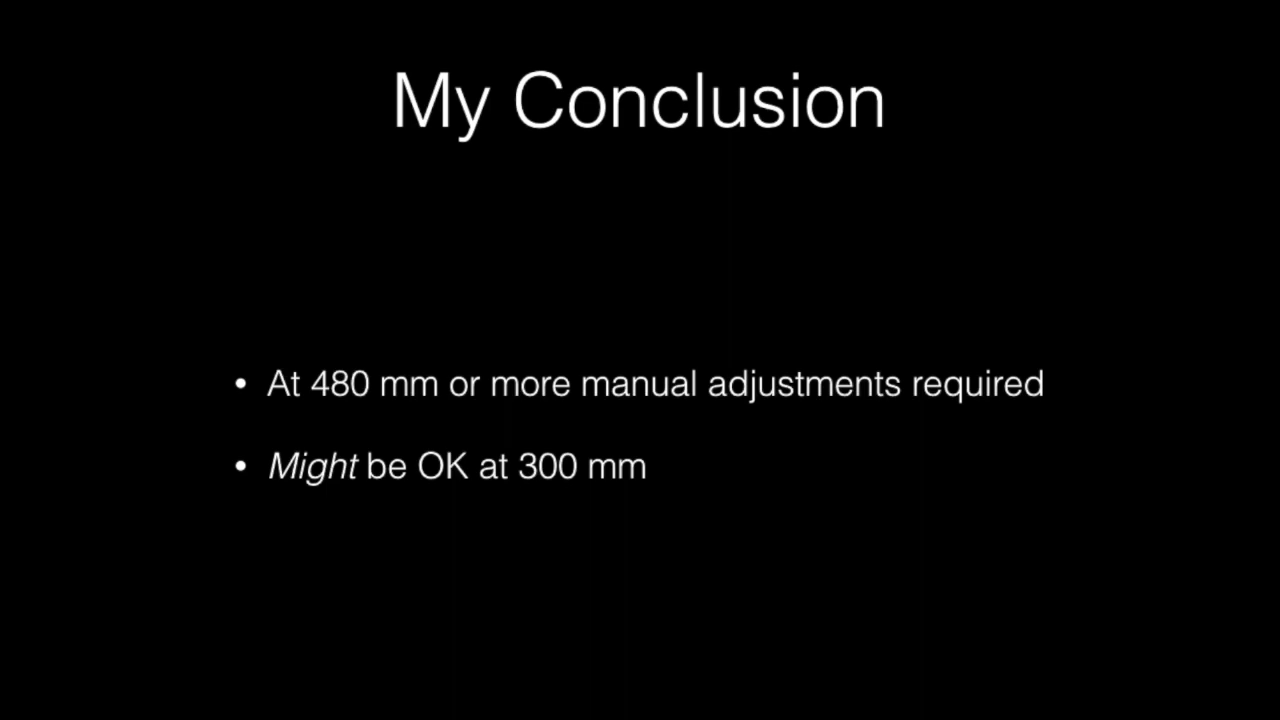 My Conclusion
• At 480 mm or more manual adjustments required
• Might be OK at 300 mm